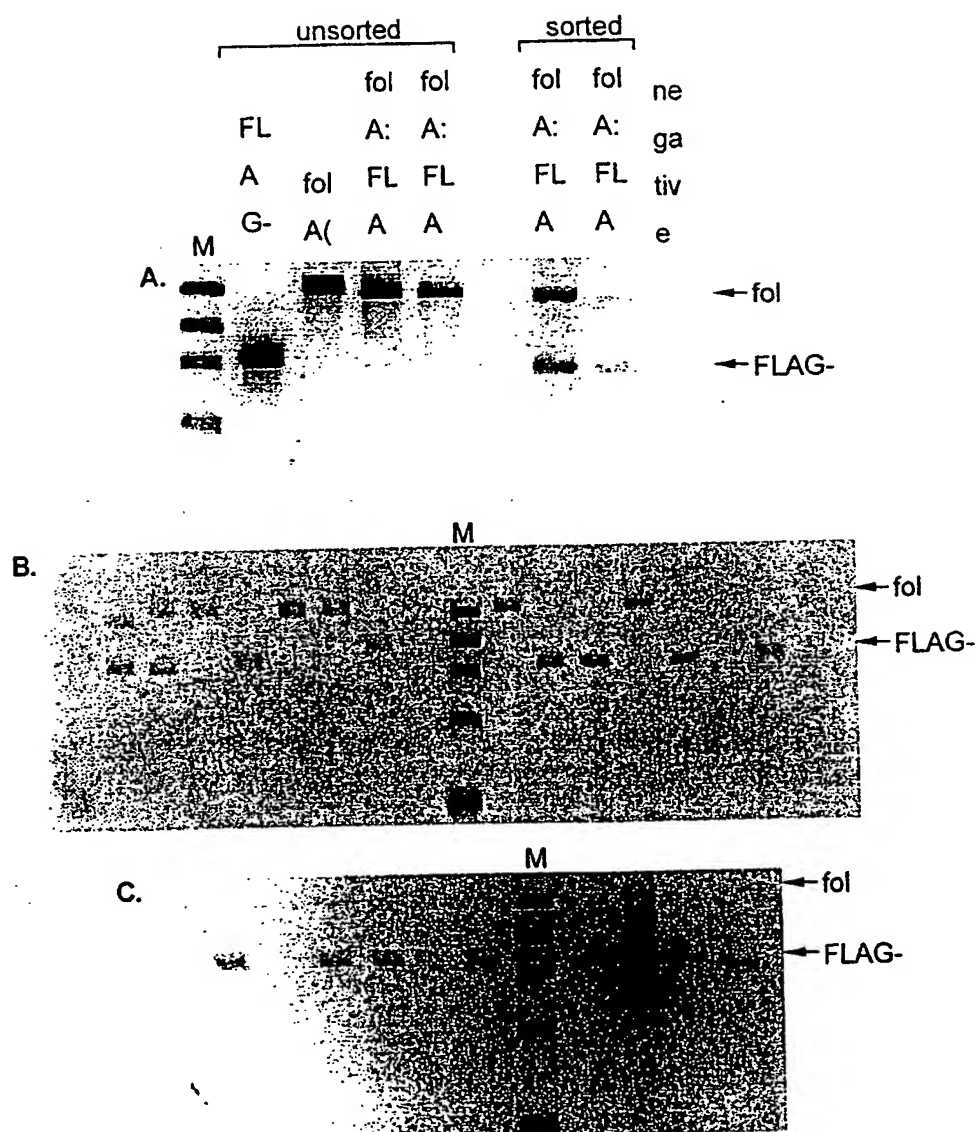 unsorted sorted
fol fol fol fol ne
FL A: A: A: A: ga
A fol FL FL FL FL tiv
G- A( A A A A e
M
A.
fol
FLAG-
M
B.
fol
FLAG-
M
C.
fol
FLAG-